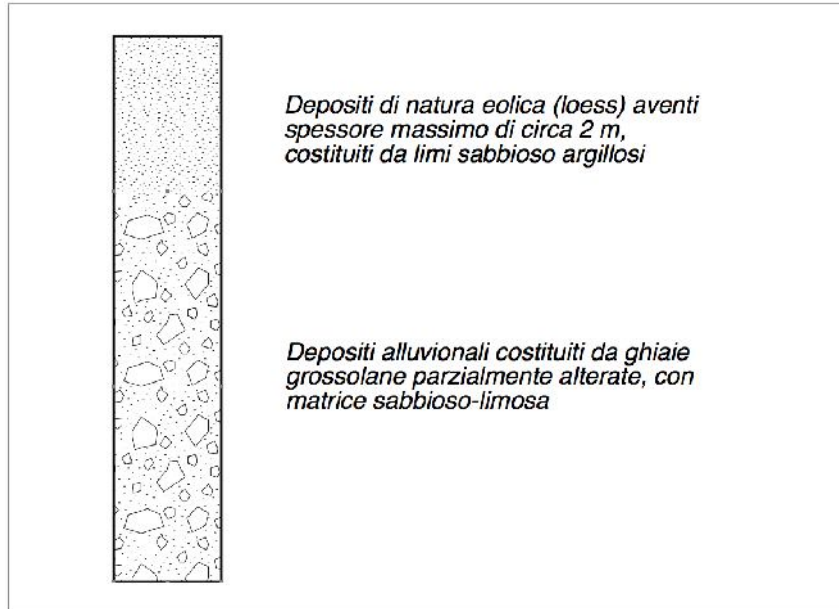 Depositi di natura eolica (loess) aventi
spessore massimo di circa 2 m,
costituiti da limi sabbioso argillosi
Depositi alluvionali costituiti da ghiaie
grossolane parzialmente alterate, con
matrice sabbioso-limosa